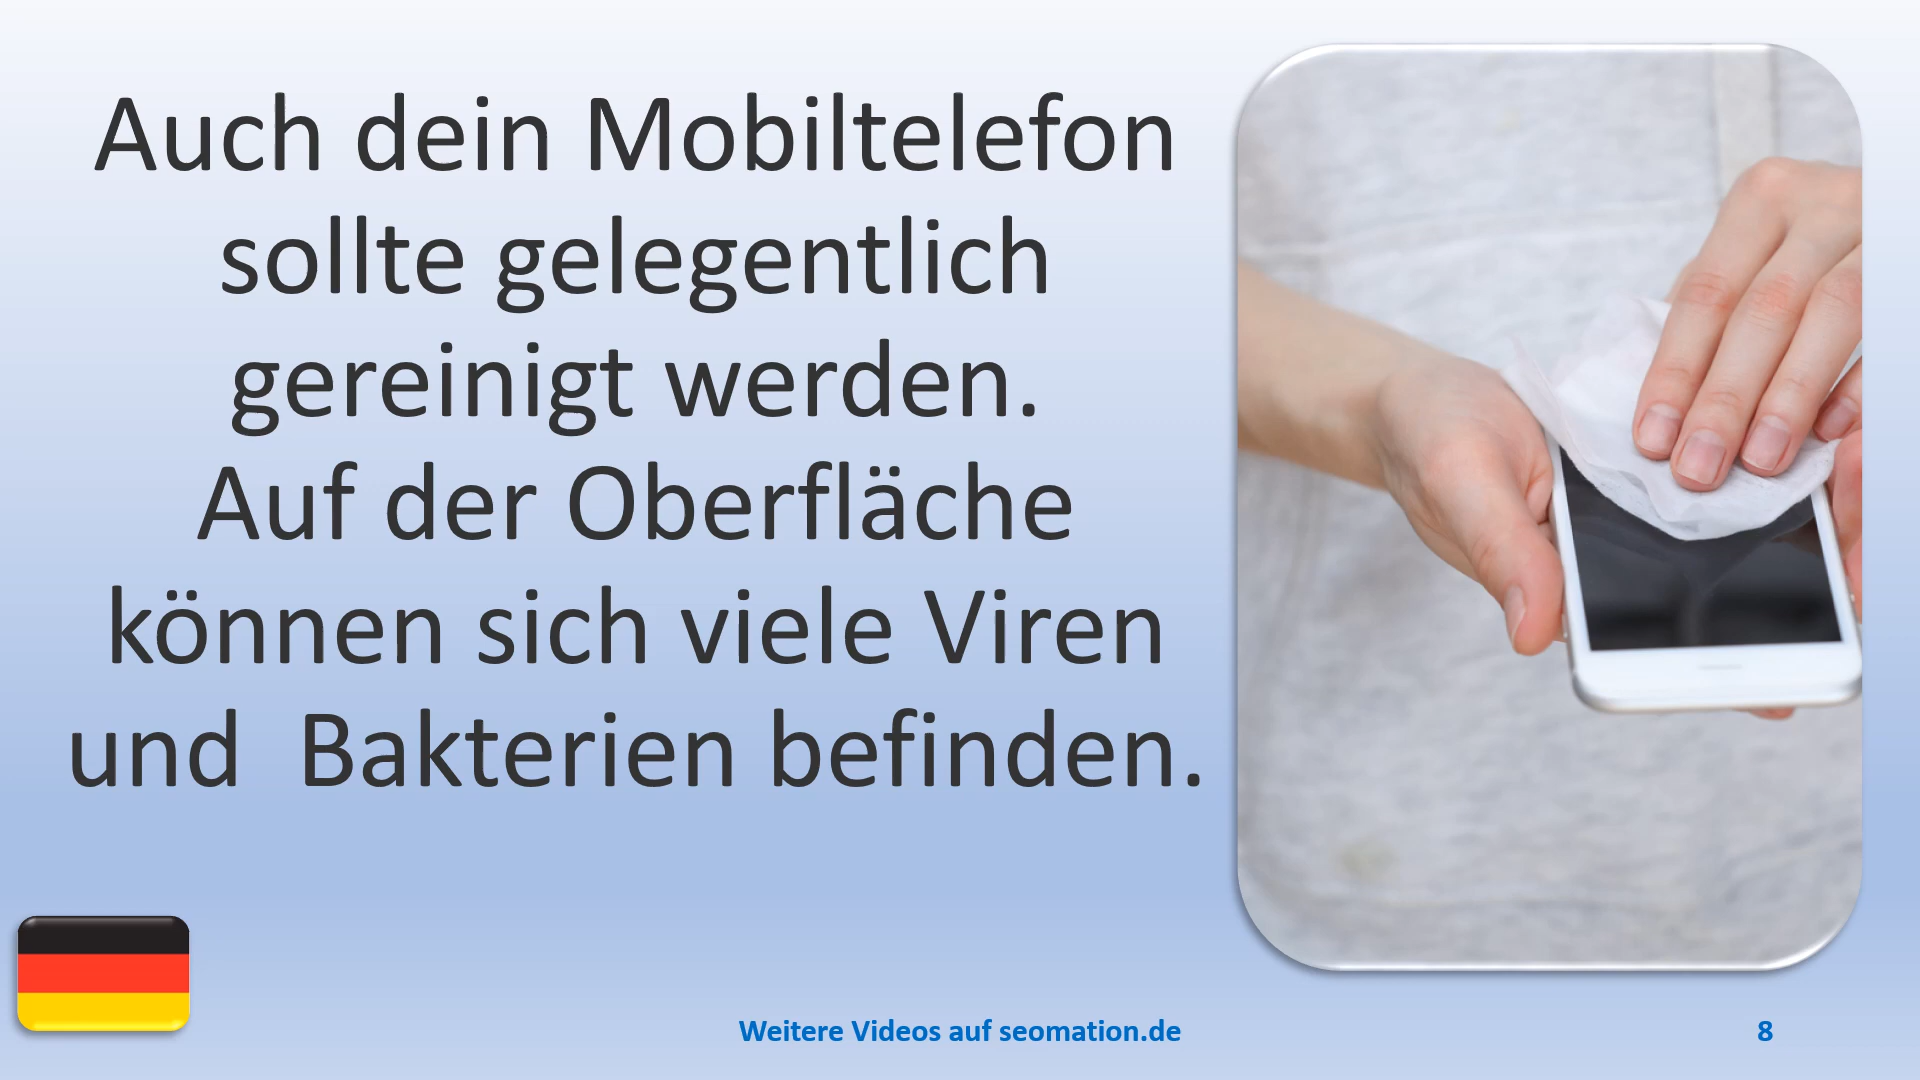 Auch dein Mobiltelefon
sollte gelegentlich
gereinigt werden.
Auf der Oberfläche
können sich viele Viren
und  Bakterien befinden.
Weitere Videos auf seomation.de
8